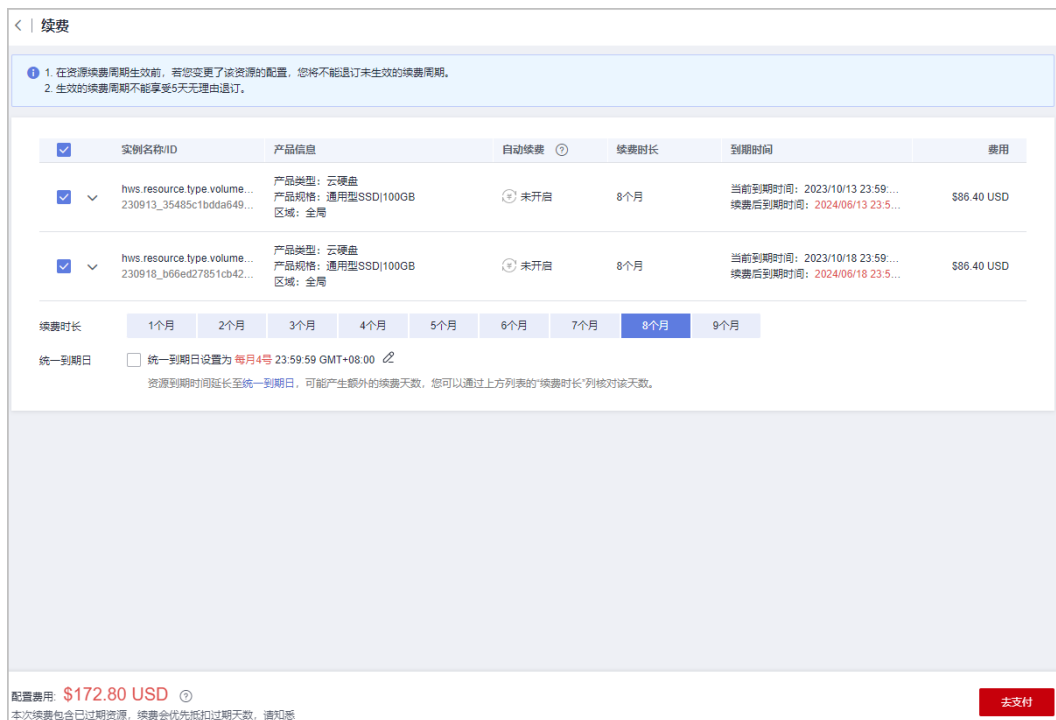 续费
1. 在资源续费周期生效前，若您变更了该资源的配置，您将不能退订未生效的续费周期。
2. 生效的续费周期不能享受5天无理由退订。
实例名称/ID 产品信息 自动续费 续费时长 到期时间 费用
hws.resource.type.volume...
230913_35485c1bdda649...
产品类型：云硬盘
产品规格：通用型SSD|100GB
区域：全局
未开启
8个月
当前到期时间：2023/10/13 23:59:...
续费后到期时间：2024/06/13 23:5...
$86.40 USD
hws.resource.type.volume...
230918_b66ed27851cb42...
产品类型：云硬盘
产品规格：通用型SSD|100GB
区域：全局
未开启
8个月
当前到期时间：2023/10/18 23:59:...
续费后到期时间：2024/06/18 23:5...
$86.40 USD
续费时长 1个月 2个月 3个月 4个月 5个月 6个月 7个月 8个月 9个月
统一到期日 统一到期日设置为 每月4号 23:59:59 GMT+08:00
资源到期时间延长至统一到期日，可能产生额外的续费天数，您可以通过上方列表的“续费时长”列核对该天数。
配置费用: $172.80 USD
去支付
本次续费包含已过期资源，续费会优先抵扣过期天数，请知悉